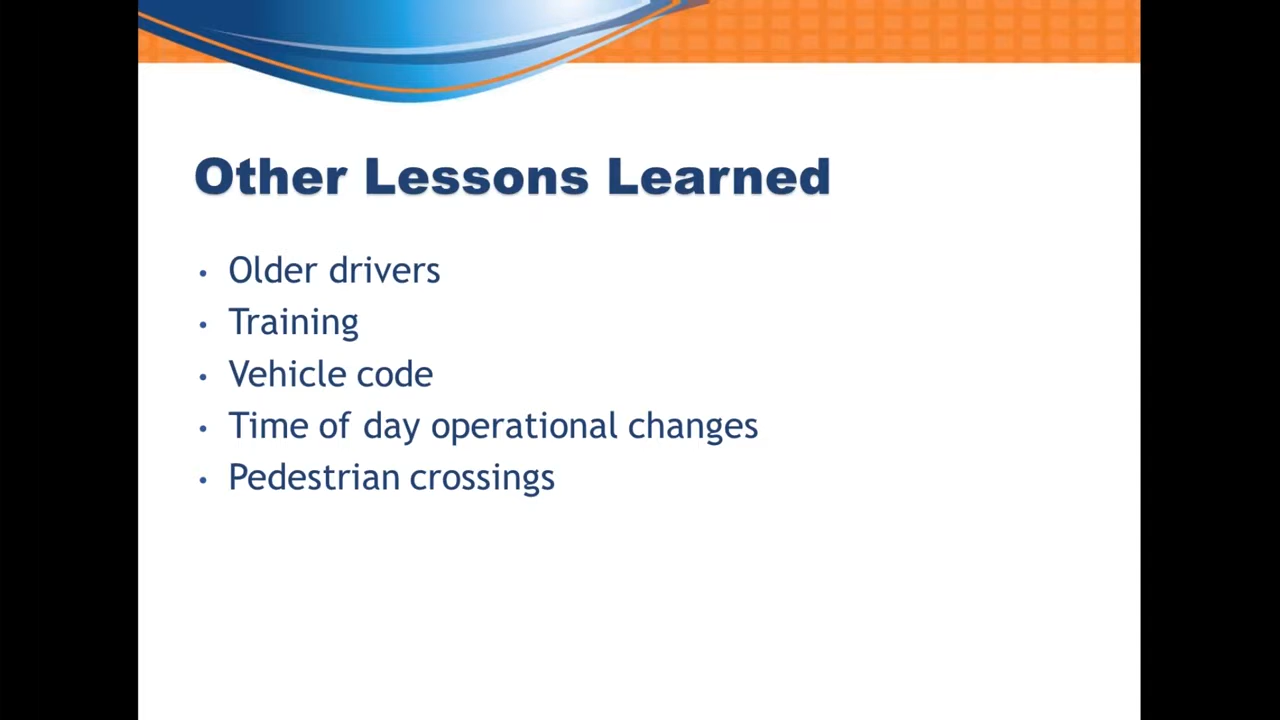 Other Lessons Learned
• Older drivers
• Training
• Vehicle code
• Time of day operational changes
• Pedestrian crossings